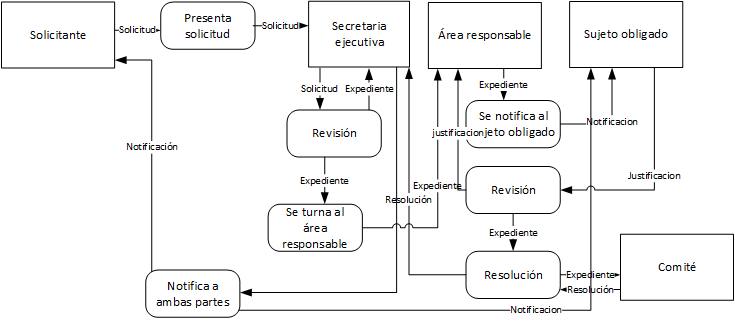 Solicitante
Solicitud
Presenta
solicitud
Solicitud
Secretaria
ejecutiva
Área responsable
Sujeto obligado
Solicitud
Expediente
Expediente
Se notifica al
jeto obligado
Notificacion
Revisión
justificacion
Notificación
Expediente
Expediente
Resolución
Revisión
Justificacion
Se turna al
área
responsable
Expediente
Resolución
Expediente
Resolución
Comité
Notifica a
ambas partes
Notificacion